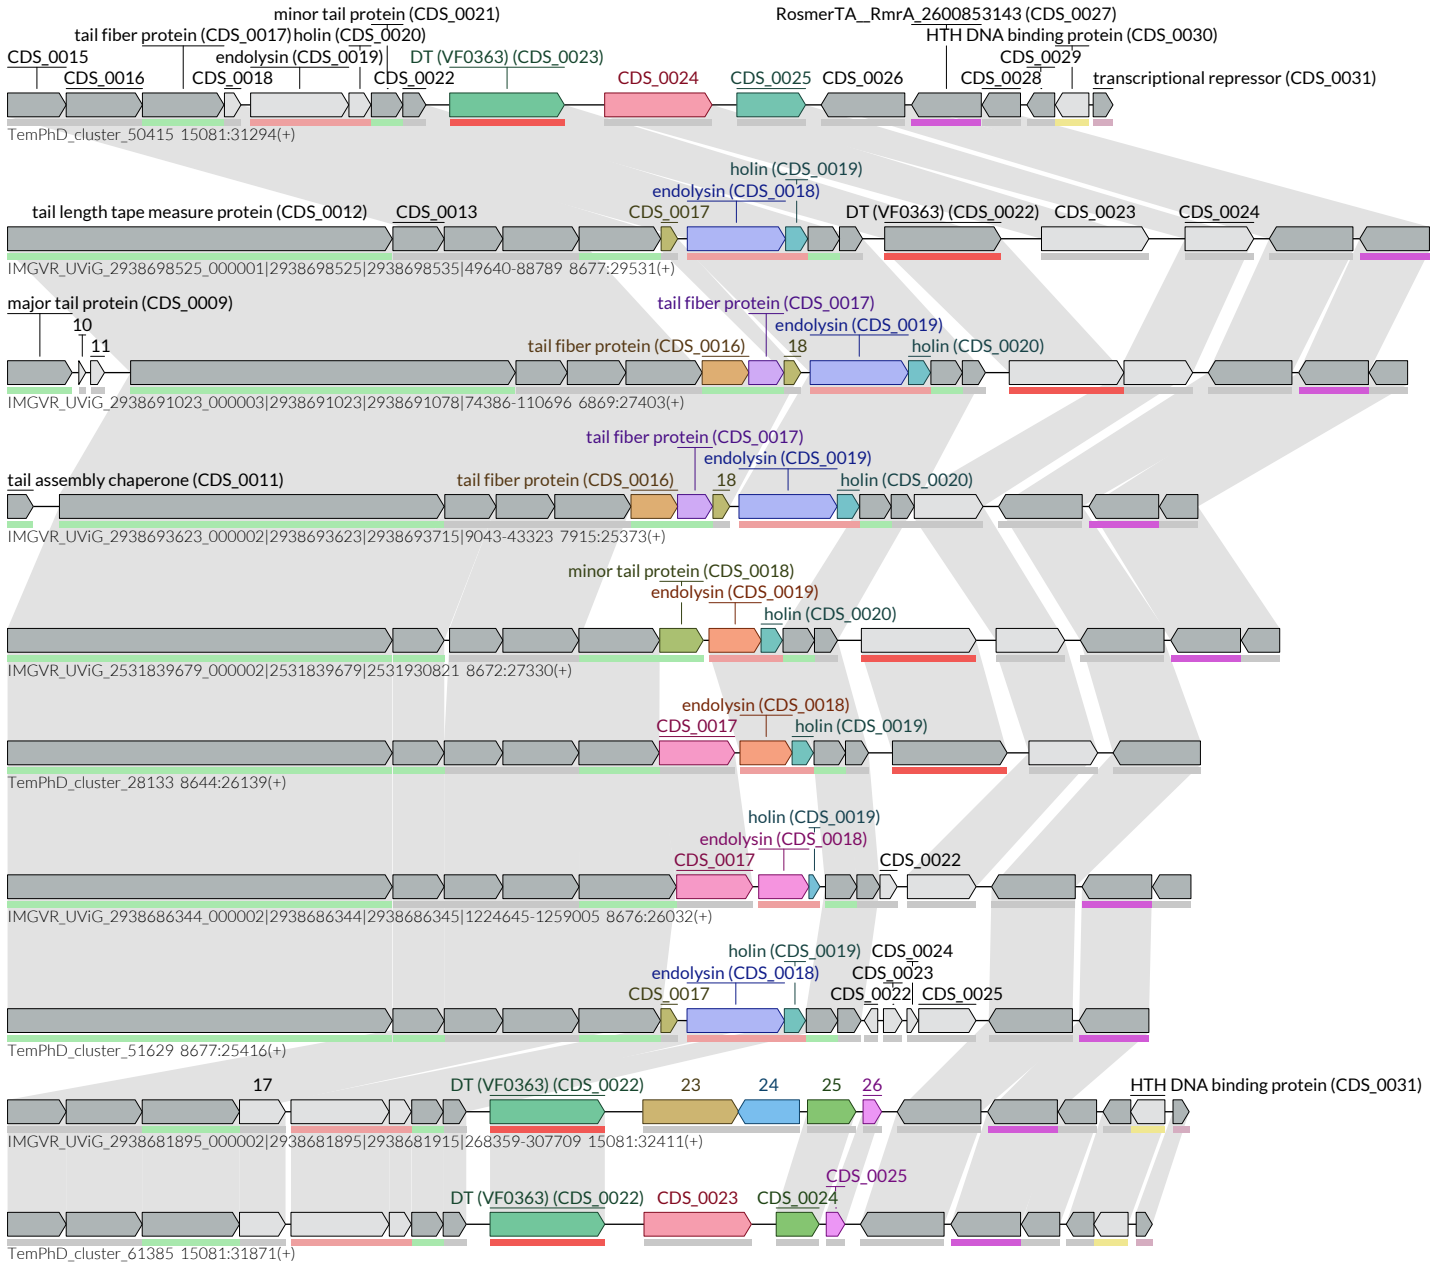 minor tail protein (CDS_0021)
RosmerTA__RmrA_2600853143 (CDS_0027)
tail fiber protein (CDS_0017) holin (CDS_0020)
HTH DNA binding protein (CDS_0030)
CDS_0015 endolysin (CDS_0019) DT (VF0363) (CDS_0023) CDS_0029
CDS_0016 CDS_0018 CDS_0022 CDS_0024 CDS_0025 CDS_0026 CDS_0028 transcriptional repressor (CDS_0031)
TemPhD_cluster_50415 15081:31294(+)
holin (CDS_0019)
endolysin (CDS_0018)
tail length tape measure protein (CDS_0012) CDS_0013 CDS_0017 DT (VF0363) (CDS_0022) CDS_0023 CDS_0024
IMGVR_UViG_2938698525_000001|2938698525|2938698535|49640-88789 8677:29531(+)
major tail protein (CDS_0009) tail fiber protein (CDS_0017)
10 endolysin (CDS_0019)
11 tail fiber protein (CDS_0016) 18 holin (CDS_0020)
IMGVR_UViG_2938691023_000003|2938691023|2938691078|74386-110696 6869:27403(+)
tail fiber protein (CDS_0017)
endolysin (CDS_0019)
tail assembly chaperone (CDS_0011) tail fiber protein (CDS_0016) 18 holin (CDS_0020)
IMGVR_UViG_2938693623_000002|2938693623|2938693715|9043-43323 7915:25373(+)
minor tail protein (CDS_0018)
endolysin (CDS_0019)
holin (CDS_0020)
IMGVR_UViG_2531839679_000002|2531839679|2531930821 8672:27330(+)
endolysin (CDS_0018)
CDS_0017 holin (CDS_0019)
TemPhD_cluster_28133 8644:26139(+)
holin (CDS_0019)
endolysin (CDS_0018)
CDS_0017 CDS_0022
IMGVR_UViG_2938686344_000002|2938686344|2938686345|1224645-1259005 8676:26032(+)
holin (CDS_0019) CDS_0024
endolysin (CDS_0018) CDS_0023
CDS_0017 CDS_0022 CDS_0025
TemPhD_cluster_51629 8677:25416(+)
17 DT (VF0363) (CDS_0022) 23 24 25 26 HTH DNA binding protein (CDS_0031)
IMGVR_UViG_2938681895_000002|2938681895|2938681915|268359-307709 15081:32411(+)
CDS_0025
DT (VF0363) (CDS_0022) CDS_0023 CDS_0024
TemPhD_cluster_61385 15081:31871(+)